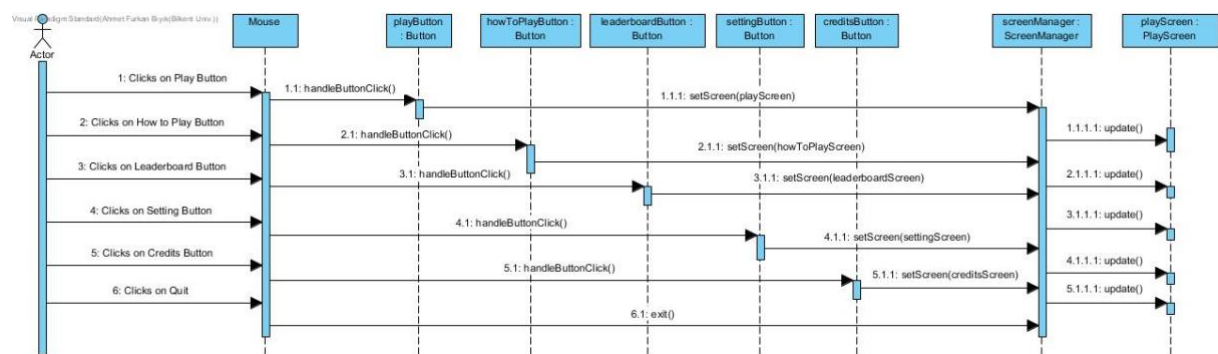 Visual Paradigm Standard(Ahmet Furkan Bıyık(Bilkent Univ.))
Actor
Mouse
playButton
: Button
howToPlayButton :
Button
leaderboardButton :
Button
settingButton :
Button
creditsButton :
Button
screenManager :
ScreenManager
playScreen :
PlayScreen
1: Clicks on Play Button
1.1: handleButtonClick()
1.1.1: setScreen(playScreen)
1.1.1.1: update()
2: Clicks on How to Play Button
2.1: handleButtonClick()
2.1.1: setScreen(howToPlayScreen)
2.1.1.1: update()
3: Clicks on Leaderboard Button
3.1: handleButtonClick()
3.1.1: setScreen(leaderboardScreen)
3.1.1.1: update()
4: Clicks on Setting Button
4.1: handleButtonClick()
4.1.1: setScreen(settingScreen)
4.1.1.1: update()
5: Clicks on Credits Button
5.1: handleButtonClick()
5.1.1: setScreen(creditsScreen)
5.1.1.1: update()
6: Clicks on Quit
6.1: exit()